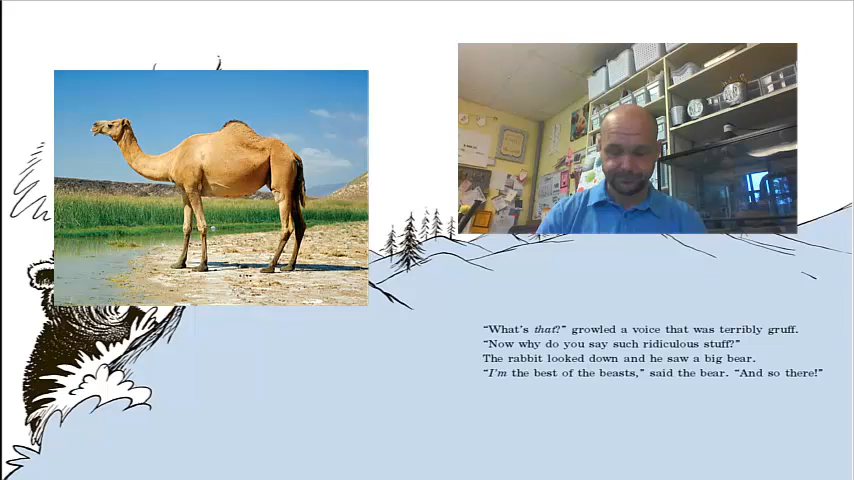 “What’s that?” growled a voice that was terribly gruff.
“Now why do you say such ridiculous stuff?”
The rabbit looked down and he saw a big bear.
“I’m the best of the beasts,” said the bear. “And so there!”